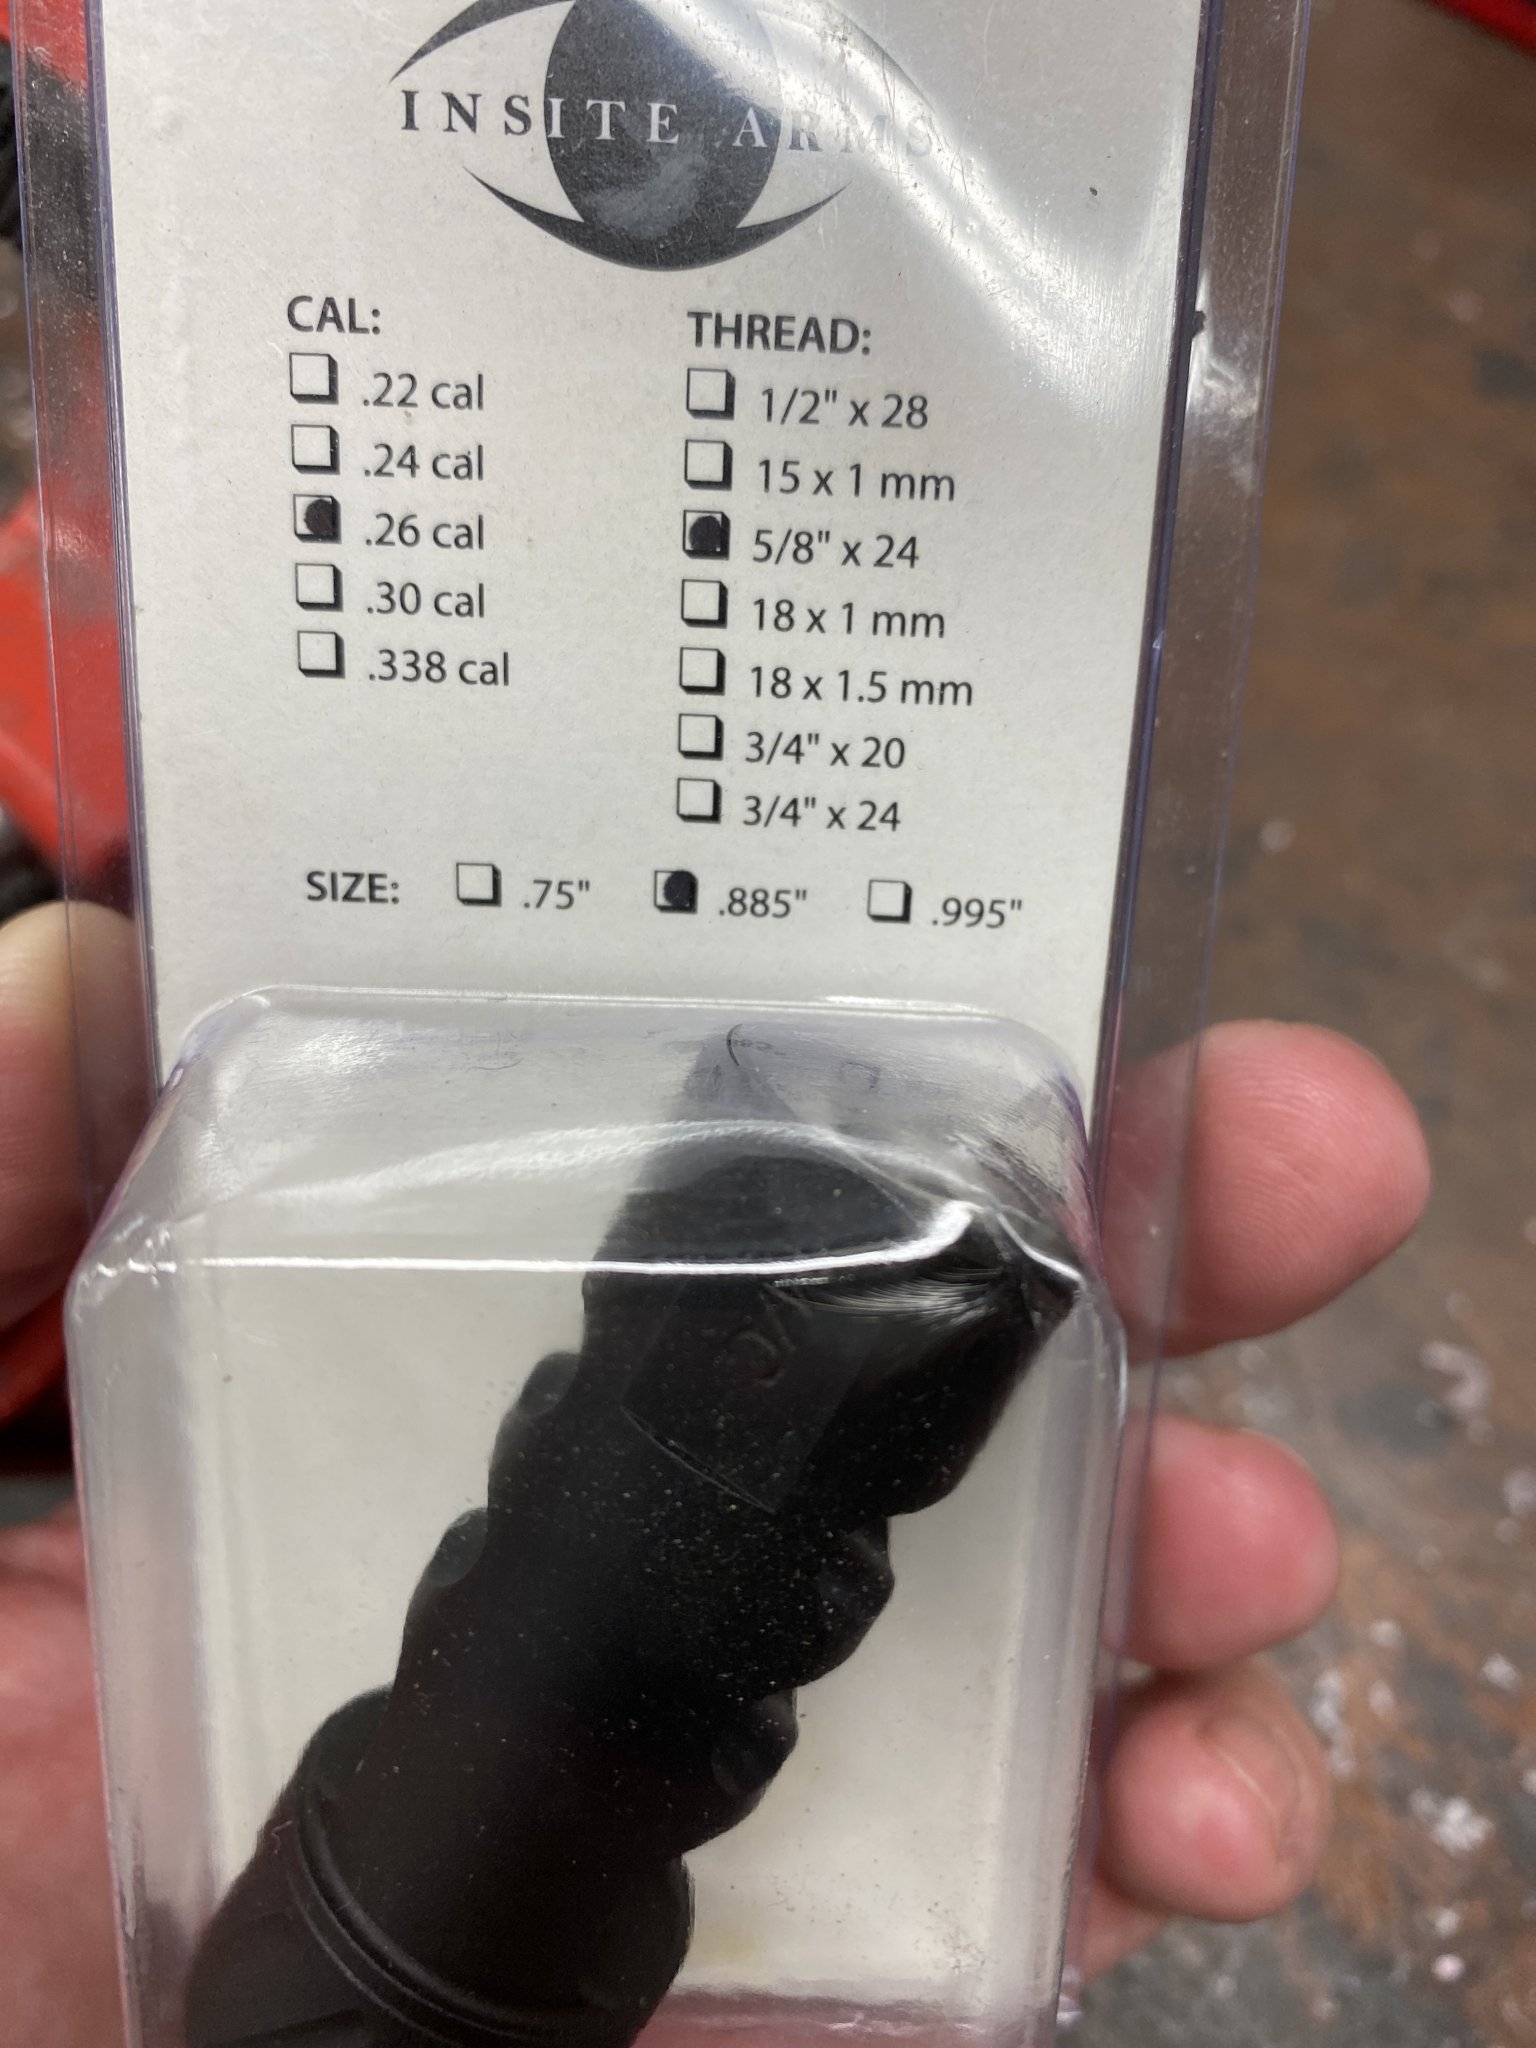 INSITE ARMS
CAL:
.22 cal
.24 cal
.26 cal
.30 cal
.338 cal
THREAD:
1/2" x 28
15 x 1 mm
5/8" x 24
18 x 1 mm
18 x 1.5 mm
3/4" x 20
3/4" x 24
SIZE: .75" .885" .995"